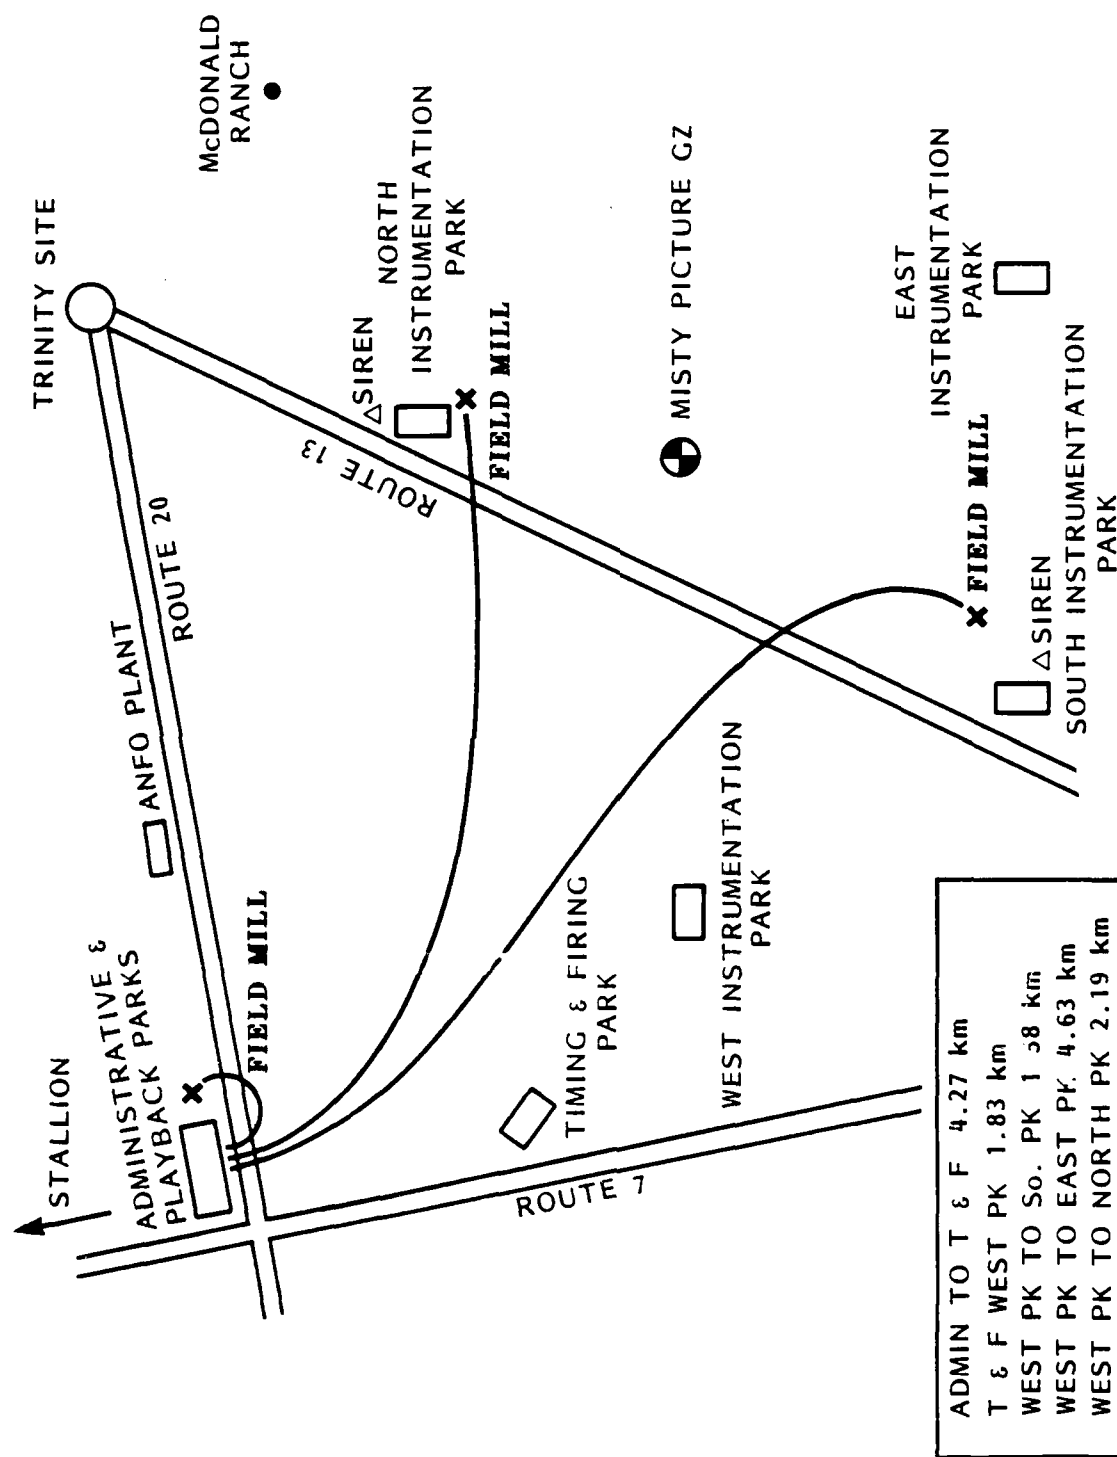 STALLION
ADMINISTRATIVE &
PLAYBACK PARKS
FIELD MILL
ANFO PLANT
ROUTE 20
TRINITY SITE
McDONALD
RANCH
SIREN
NORTH
INSTRUMENTATION
PARK
FIELD MILL
ROUTE 13
MISTY PICTURE GZ
TIMING & FIRING
PARK
ROUTE 7
WEST INSTRUMENTATION
PARK
EAST
INSTRUMENTATION
PARK
FIELD MILL
SIREN
SOUTH INSTRUMENTATION
PARK
ADMIN TO T & F 4.27 km
T & F WEST PK 1.83 km
WEST PK TO So. PK 1 38 km
WEST PK TO EAST PK 4.63 km
WEST PK TO NORTH PK 2.19 km